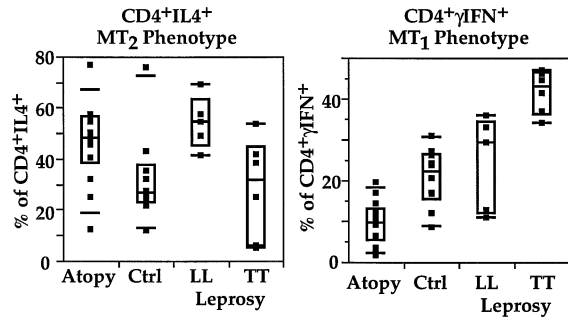 CD4+IL4+
MT2 Phenotype
% of CD4+IL4+
80
60
40
20
0
Atopy Ctrl LL TT
Leprosy
CD4+γIFN+
MT1 Phenotype
% of CD4+γIFN+
40
20
0
Atopy Ctrl LL TT
Leprosy